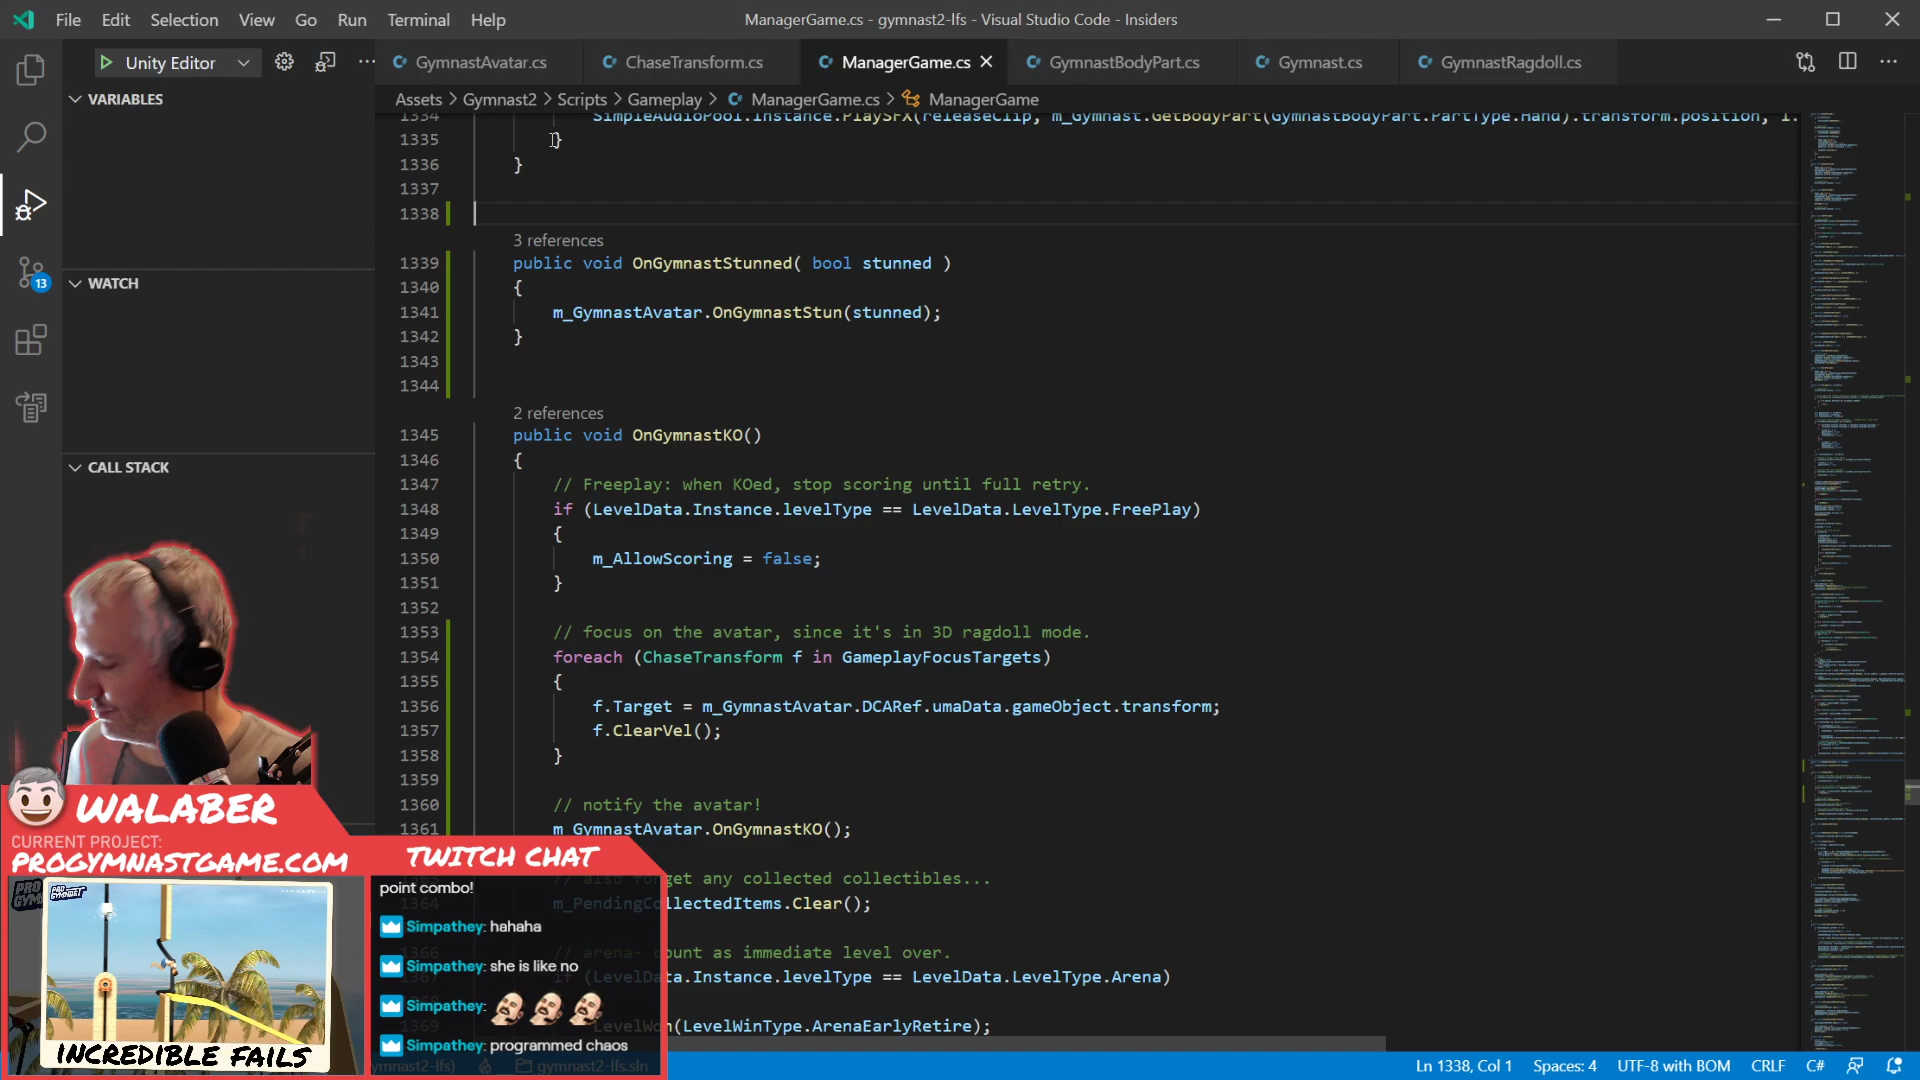 File Edit Selection View Go Run Terminal Help
ManagerGame.cs - gymnast2-lfs - Visual Studio Code - Insiders
Unity Editor
GymnastAvatar.cs ChaseTransform.cs ManagerGame.cs GymnastBodyPart.cs Gymnast.cs GymnastRagdoll.cs
Assets > Gymnast2 > Scripts > Gameplay > ManagerGame.cs > ManagerGame
VARIABLES
WATCH
CALL STACK
13
1334 SimpleAudioPool.Instance.PlaySFX(releaseClip, m_Gymnast.GetBodyPart(GymnastBodyPart.PartType.Hand).transform.position, 1.
1335 }
1336 }
1337
1338
3 references
1339 public void OnGymnastStunned( bool stunned )
1340 {
1341 m_GymnastAvatar.OnGymnastStun(stunned);
1342 }
1343
1344
2 references
1345 public void OnGymnastKO()
1346 {
1347 // Freeplay: when KOed, stop scoring until full retry.
1348 if (LevelData.Instance.levelType == LevelData.LevelType.FreePlay)
1349 {
1350 m_AllowScoring = false;
1351 }
1352
1353 // focus on the avatar, since it's in 3D ragdoll mode.
1354 foreach (ChaseTransform f in GameplayFocusTargets)
1355 {
1356 f.Target = m_GymnastAvatar.DCARef.umaData.gameObject.transform;
1357 f.ClearVel();
1358 }
1359
1360 // notify the avatar!
1361 m_GymnastAvatar.OnGymnastKO();
get any collected collectibles...
1364 m_PendingCollectedItems.Clear();
1366 // arena- count as immediate level over.
(LevelData.Instance.levelType == LevelData.LevelType.Arena)
1369 (LevelWinType.ArenaEarlyRetire);
WALABER
CURRENT PROJECT:
PROGYMNASTGAME.COM
PRO GYMNAST
INCREDIBLE FAILS
TWITCH CHAT
point combo!
Simpathey: hahaha
Simpathey: she is like no
Simpathey:
Simpathey: programmed chaos
gymnast2-lfs.sln
Ln 1338, Col 1 Spaces: 4 UTF-8 with BOM CRLF C#